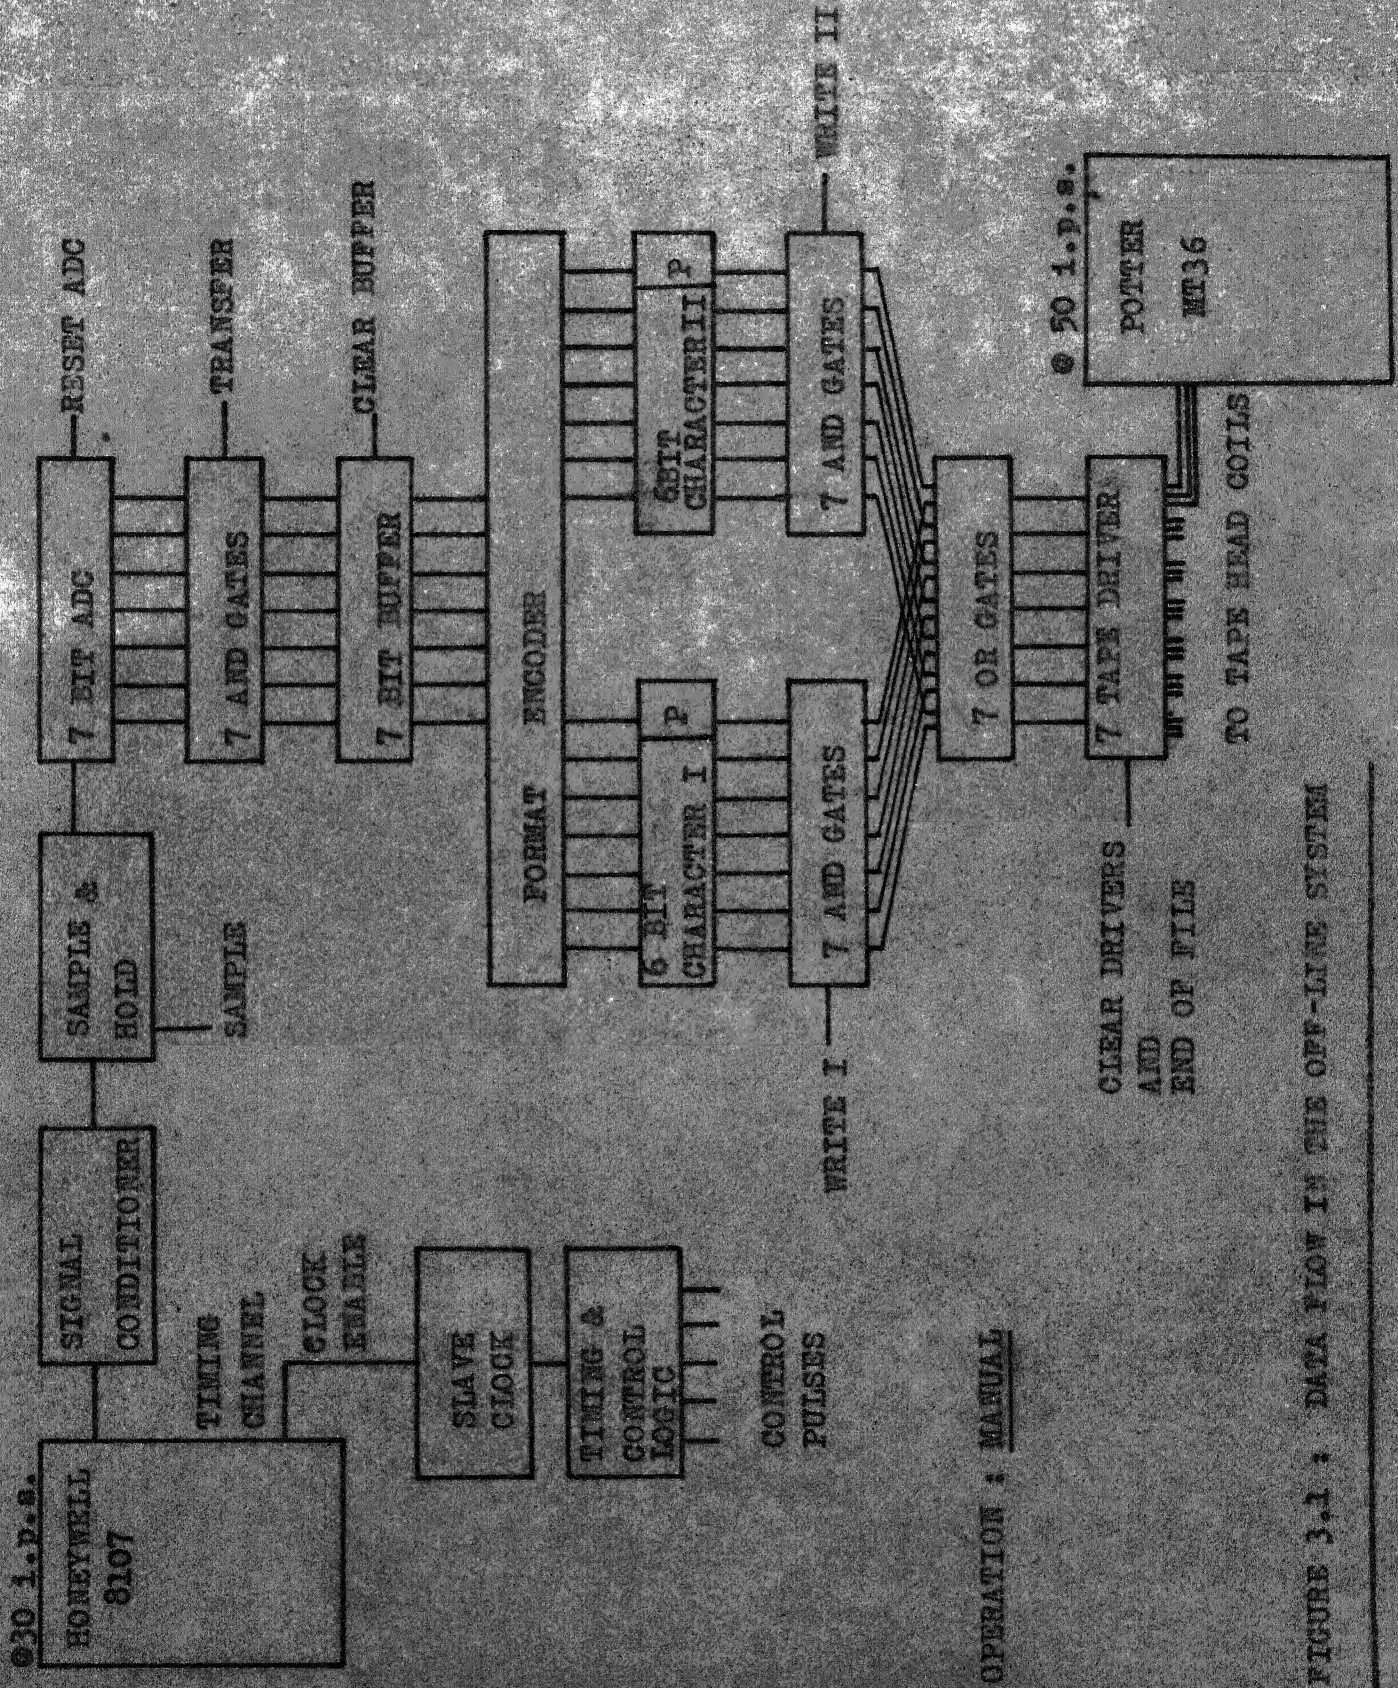 @30 i.p.s.
HONEYWELL
8107
SIGNAL
CONDITIONER
SAMPLE &
HOLD
SAMPLE
7 BIT ADC
RESET ADC
7 AND GATES
TRANSFER
7 BIT BUFFER
CLEAR BUFFER
TIMING
CHANNEL
CLOCK
ENABLE
SLAVE
CLOCK
TIMING &
CONTROL
LOGIC
CONTROL
PULSES
FORMAT ENCODER
6 BIT
CHARACTER I
P
6BIT
CHARACTERII
P
WRITE I
7 AND GATES
7 AND GATES
WRITE II
7 OR GATES
CLEAR DRIVERS
AND
END OF FILE
7 TAPE DRIVER
TO TAPE HEAD COILS
@ 50 i.p.s.
POTTER
MT36
OPERATION : MANUAL
FIGURE 3.1 : DATA FLOW IN THE OFF-LINE SYSTEM